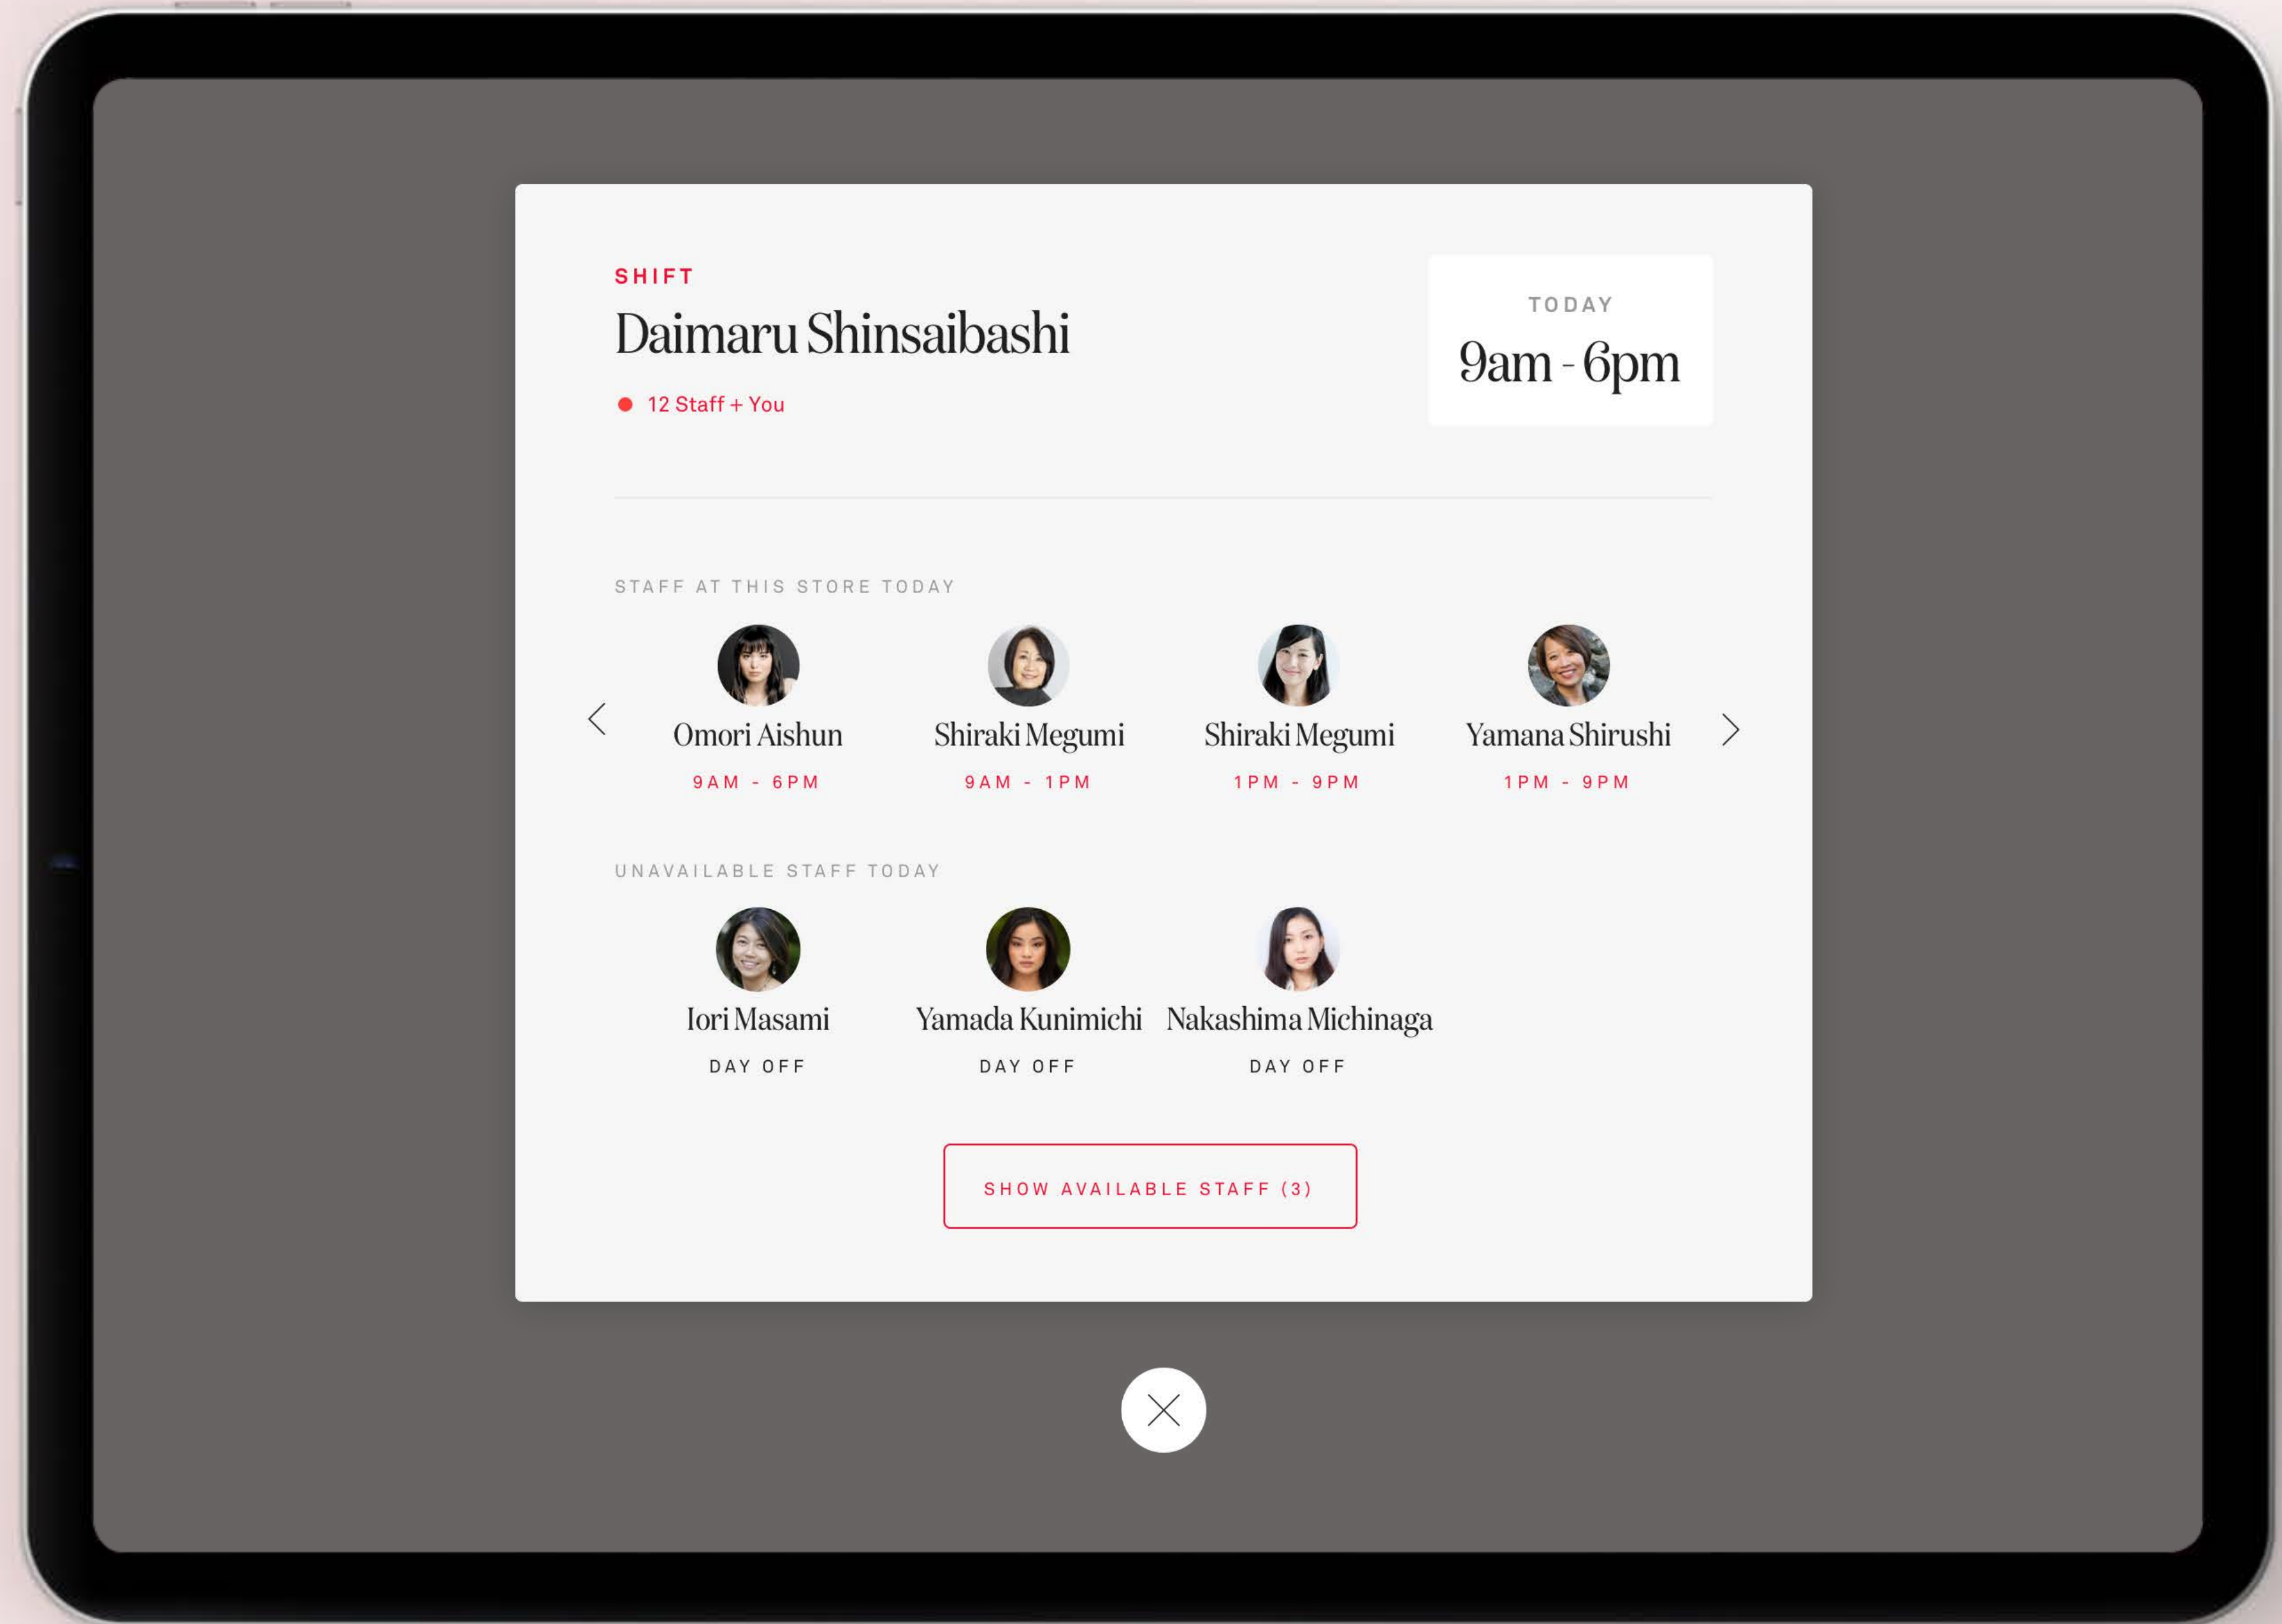 SHIFT
Daimaru Shinsaibashi
12 Staff + You
TODAY
9am - 6pm
STAFF AT THIS STORE TODAY
Omori Aishun
9AM - 6PM
Shiraki Megumi
9AM - 1PM
Shiraki Megumi
1PM - 9PM
Yamana Shirushi
1PM - 9PM
UNAVAILABLE STAFF TODAY
Iori Masami
DAY OFF
Yamada Kunimichi
DAY OFF
Nakashima Michinaga
DAY OFF
SHOW AVAILABLE STAFF (3)